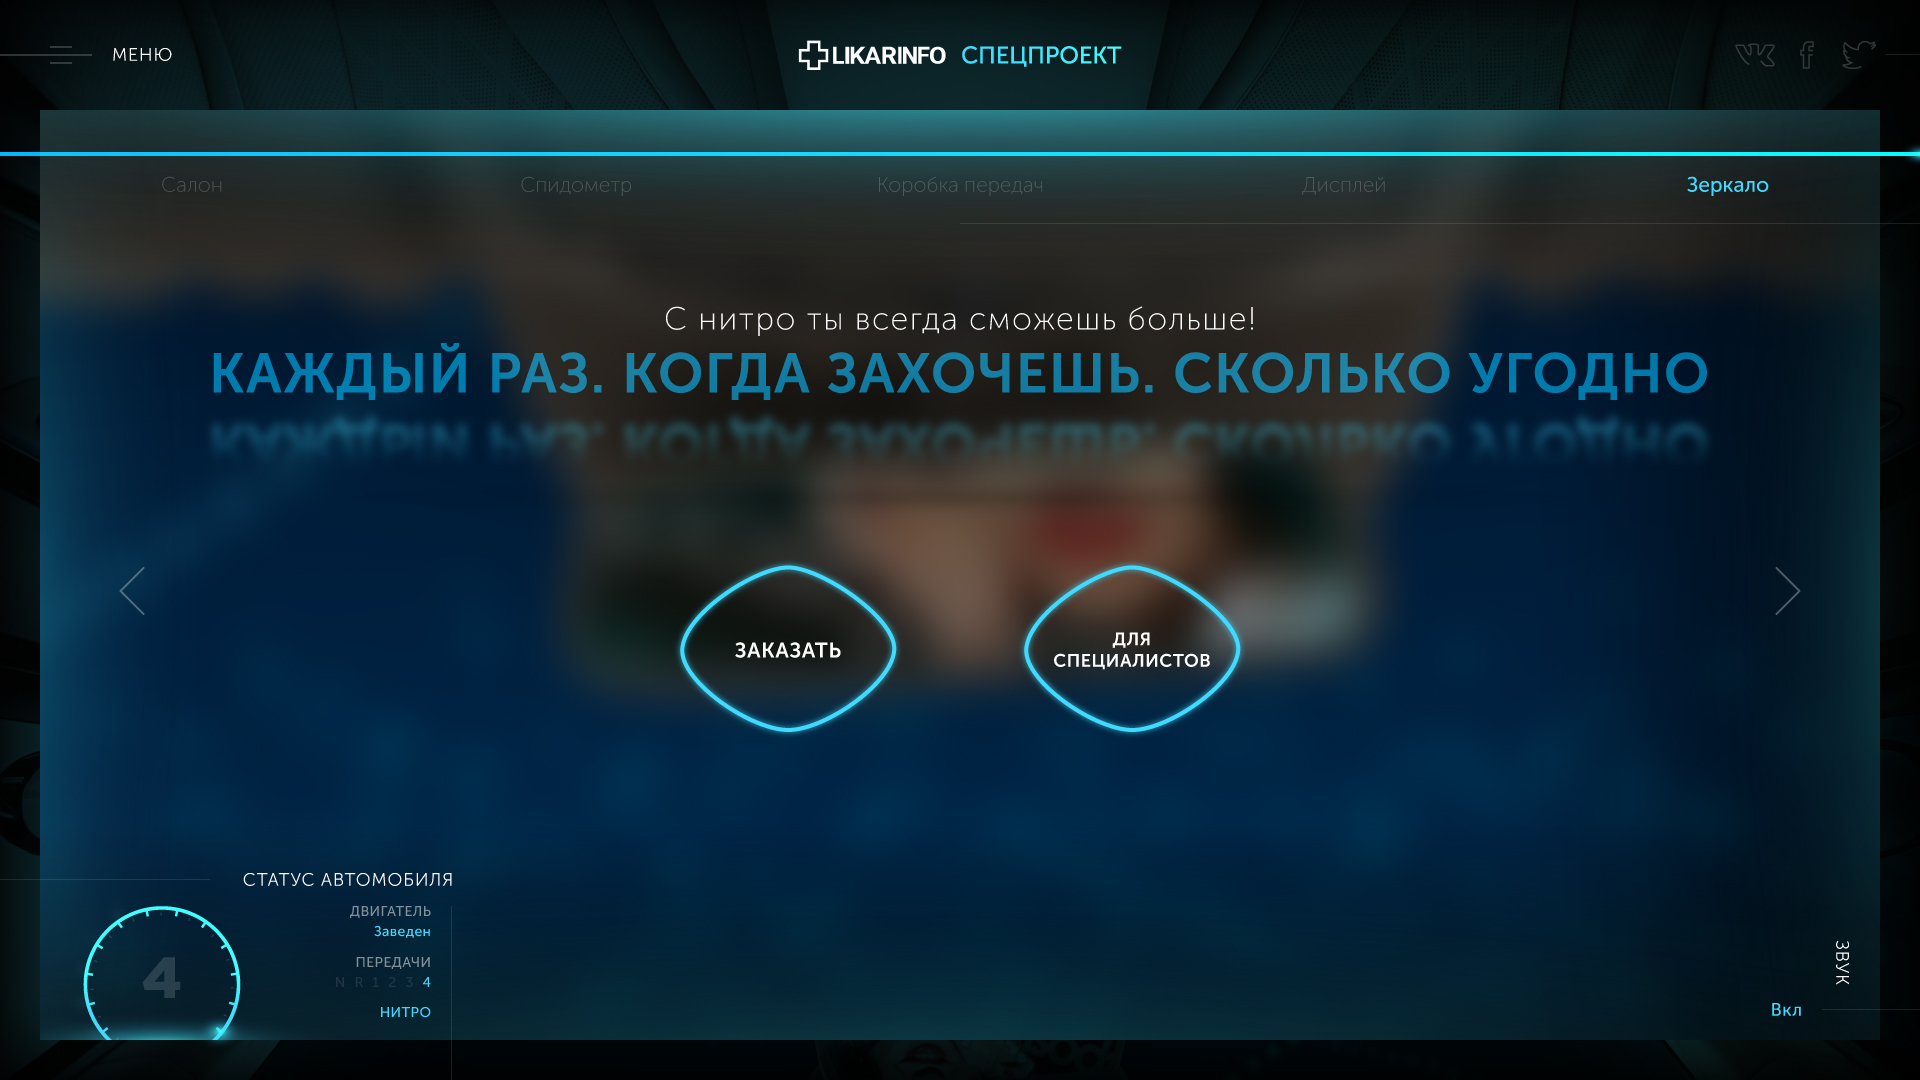 МЕНЮ
LIKARINFO СПЕЦПРОЕКТ
Салон
Спидометр
Коробка передач
Дисплей
Зеркало
С нитро ты всегда сможешь больше!
КАЖДЫЙ РАЗ. КОГДА ЗАХОЧЕШЬ. СКОЛЬКО УГОДНО
ЗАКАЗАТЬ
ДЛЯ
СПЕЦИАЛИСТОВ
СТАТУС АВТОМОБИЛЯ
4
ДВИГАТЕЛЬ
Заведен
ПЕРЕДАЧИ
N R 1 2 3 4
НИТРО
ЗВУК
Вкл